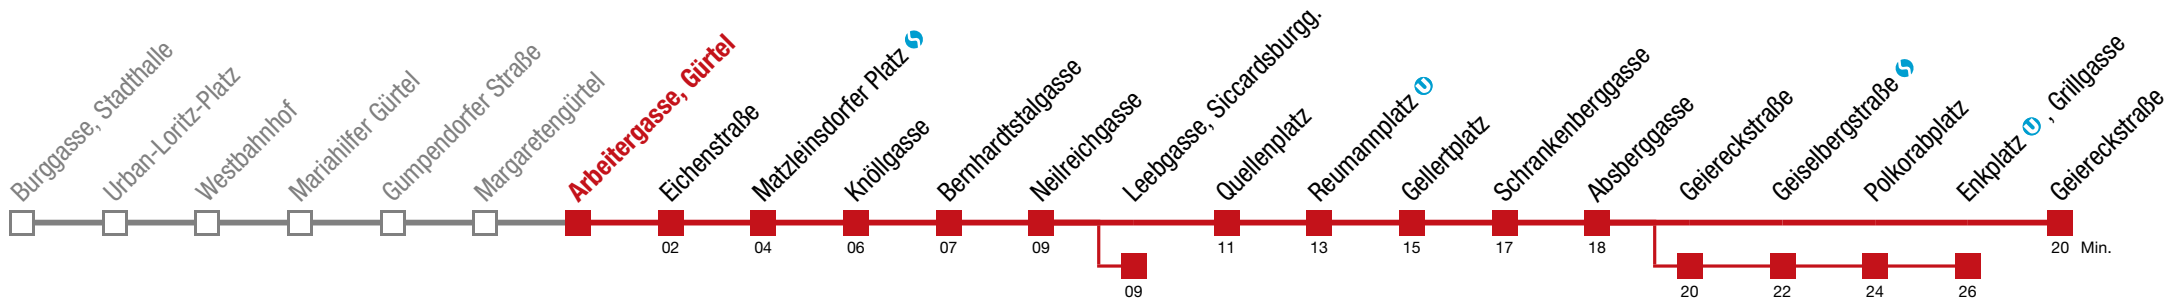 Burggasse, Stadthalle
Urban-Loritz-Platz
Westbahnhof
Mariahilfer Gürtel
Gumpendorfer Straße
Margaretengürtel
Arbeitergasse, Gürtel
Eichenstraße
Matzleinsdorfer Platz
Knöllgasse
Bernhardtstalgasse
Neilreichgasse
Leebgasse, Siccardsburgg.
Quellenplatz
Reumannplatz U
Gellertplatz
Schrankenberggasse
Absberggasse
Geiereckstraße
Geiselbergstraße
Polkorabplatz
Enkplatz U , Grillgasse
Geiereckstraße
02 04 06 07 09 11 13 15 17 18 20 Min.
09 20 22 24 26